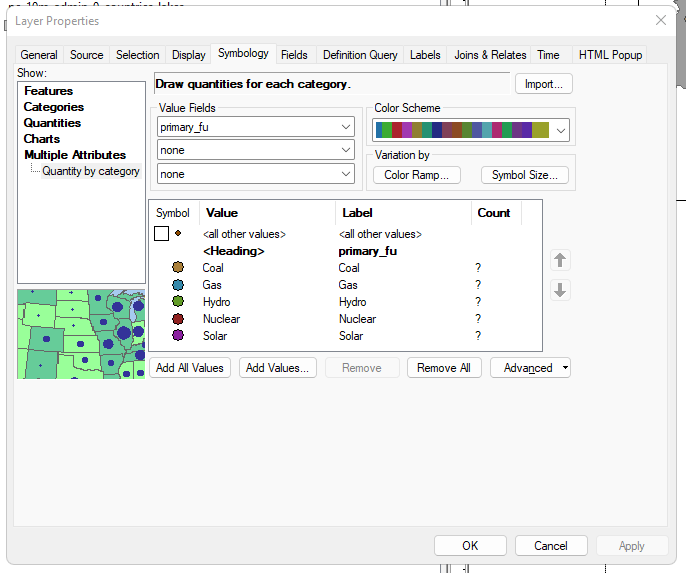 Layer Properties
General Source Selection Display Symbology Fields Definition Query Labels Joins & Relates Time HTML Popup
Show:
Features
Categories
Quantities
Charts
Multiple Attributes
Quantity by category
Draw quantities for each category.
Import...
Value Fields
primary_fu
none
none
Color Scheme
Variation by
Color Ramp...
Symbol Size...
Symbol Value Label Count
<all other values> <all other values>
<Heading> primary_fu
Coal Coal ?
Gas Gas ?
Hydro Hydro ?
Nuclear Nuclear ?
Solar Solar ?
Add All Values Add Values... Remove Remove All Advanced
OK Cancel Apply